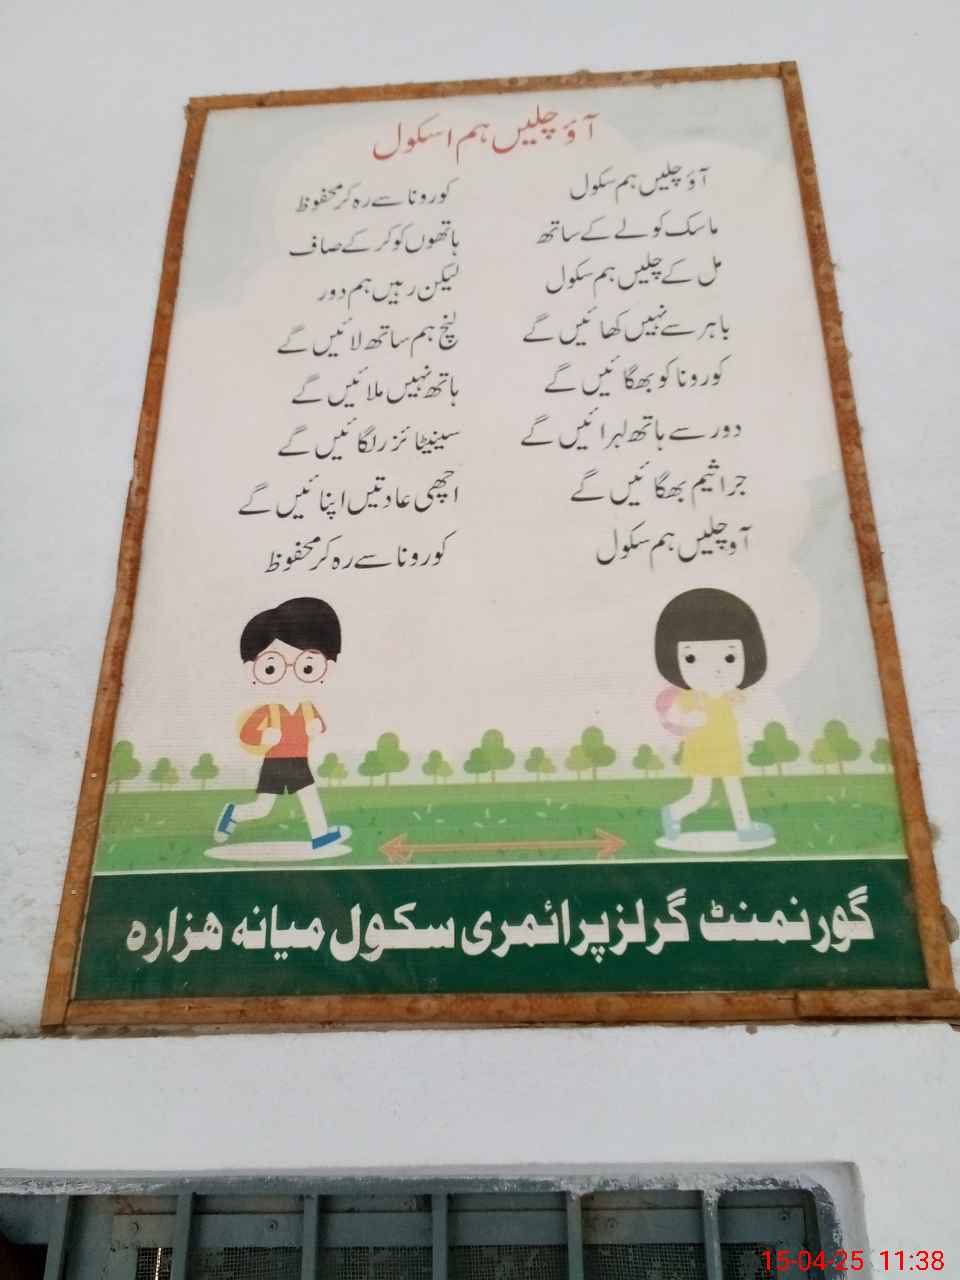 آؤ چلیں ہم اسکول
آؤ چلیں ہم سکول کورونا سے رہ کر محفوظ
ماسک کو لے کے ساتھ ہاتھوں کو کر کے صاف
مل کے چلیں ہم سکول لیکن رہیں ہم دور
باہر سے نہیں کھائیں گے لنچ ہم ساتھ لائیں گے
کورونا کو بھگائیں گے ہاتھ نہیں ملائیں گے
دور سے ہاتھ لہرائیں گے سینیٹائزر لگائیں گے
جراثیم بھگائیں گے اچھی عادتیں اپنائیں گے
آو چلیں ہم سکول کورونا سے رہ کر محفوظ
گورنمنٹ گرلز پرائمری سکول میانہ ھزارہ
15-04-25 11:38